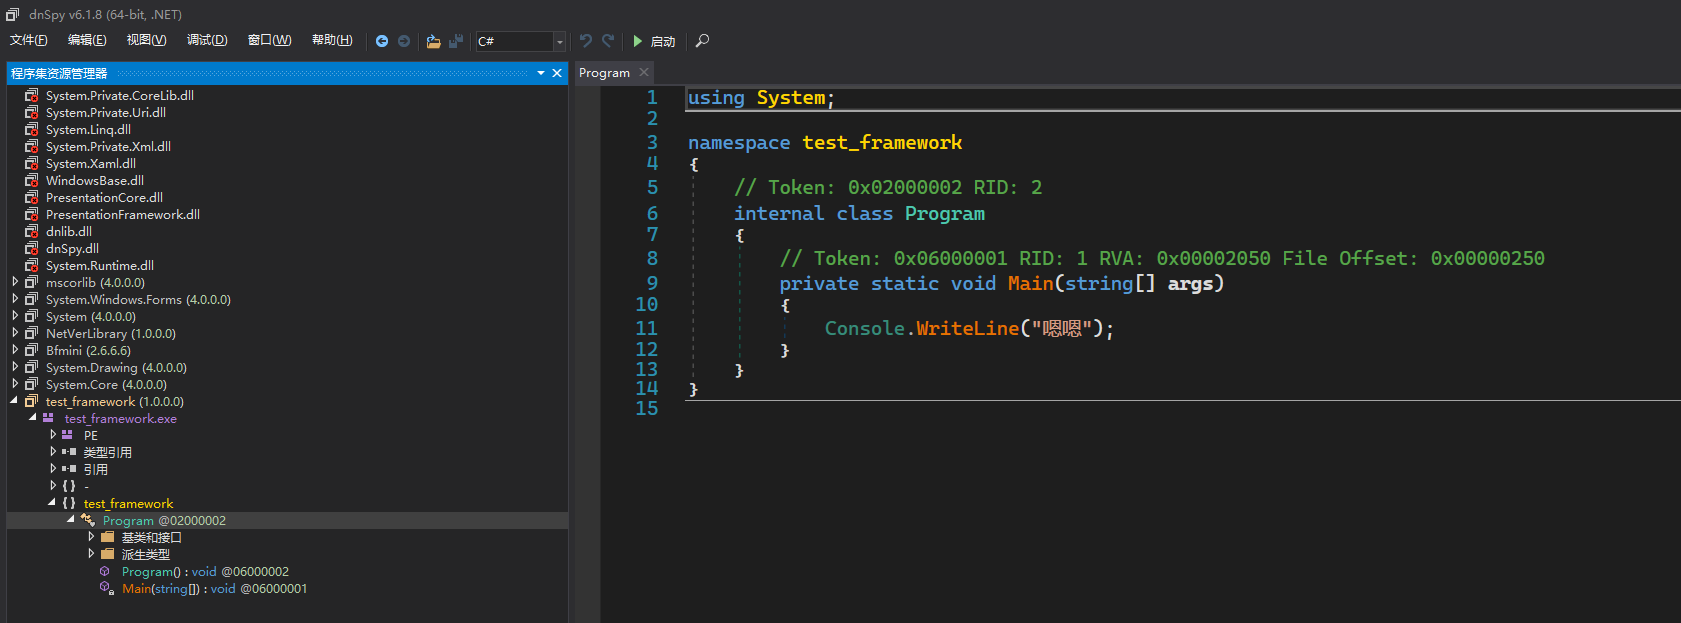 dnSpy v6.1.8 (64-bit, .NET)
文件(F) 编辑(E) 视图(V) 调试(D) 窗口(W) 帮助(H) C# 启动
程序集资源管理器
System.Private.CoreLib.dll
System.Private.Uri.dll
System.Linq.dll
System.Private.Xml.dll
System.Xaml.dll
WindowsBase.dll
PresentationCore.dll
PresentationFramework.dll
dnlib.dll
dnSpy.dll
System.Runtime.dll
mscorlib (4.0.0.0)
System.Windows.Forms (4.0.0.0)
System (4.0.0.0)
NetVerLibrary (1.0.0.0)
Bfmini (2.6.6.6)
System.Drawing (4.0.0.0)
System.Core (4.0.0.0)
test_framework (1.0.0.0)
test_framework.exe
PE
类型引用
引用
{ } -
{ } test_framework
Program @02000002
基类和接口
派生类型
Program() : void @06000002
Main(string[]) : void @06000001
Program
1 using System;
2
3 namespace test_framework
4 {
5 // Token: 0x02000002 RID: 2
6 internal class Program
7 {
8 // Token: 0x06000001 RID: 1 RVA: 0x00002050 File Offset: 0x00000250
9 private static void Main(string[] args)
10 {
11 Console.WriteLine("嗯嗯");
12 }
13 }
14 }
15